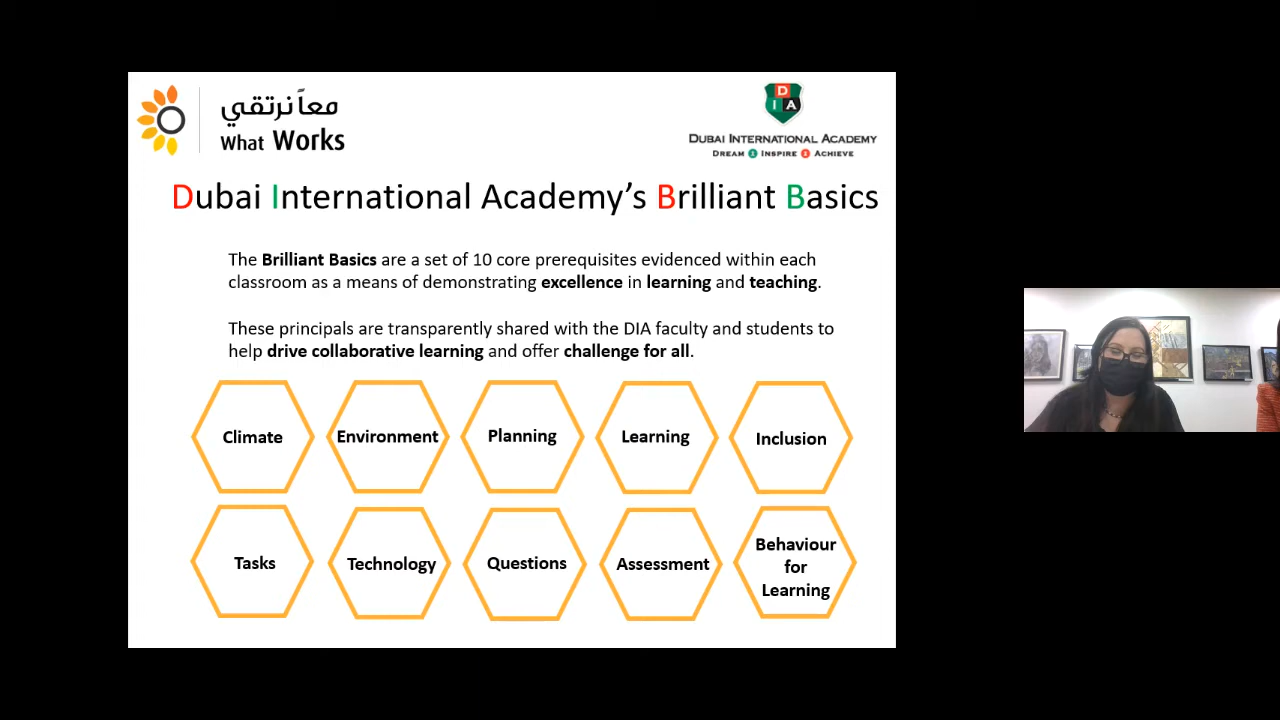 معاً نرتقي
What Works
D
I A
DUBAI INTERNATIONAL ACADEMY
DREAM INSPIRE ACHIEVE
Dubai International Academy's Brilliant Basics
The Brilliant Basics are a set of 10 core prerequisites evidenced within each
classroom as a means of demonstrating excellence in learning and teaching.
These principals are transparently shared with the DIA faculty and students to
help drive collaborative learning and offer challenge for all.
Climate
Environment
Planning
Learning
Inclusion
Tasks
Technology
Questions
Assessment
Behaviour
for
Learning